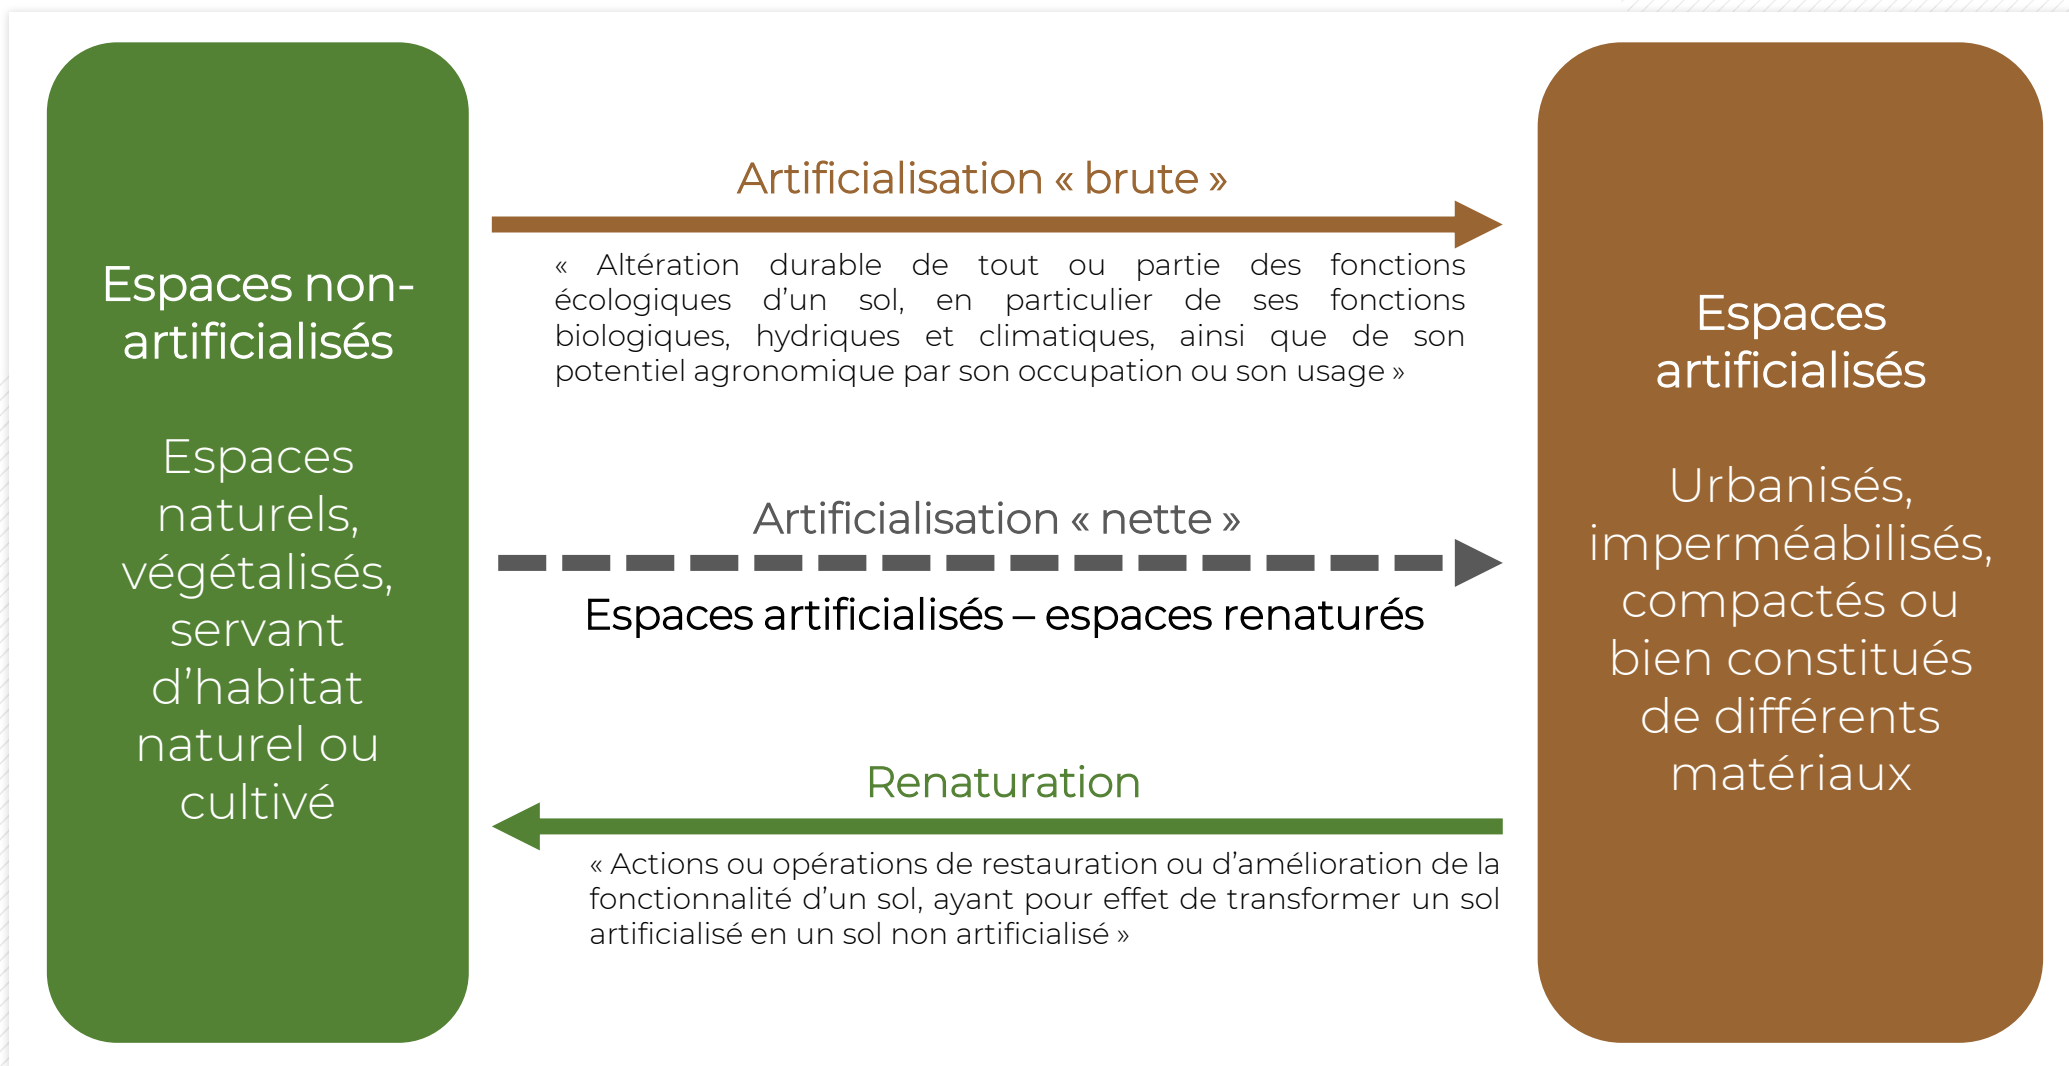 Espaces non-
artificialisés
Espaces
naturels,
végétalisés,
servant
d’habitat
naturel ou
cultivé
Artificialisation « brute »
« Altération durable de tout ou partie des fonctions
écologiques d’un sol, en particulier de ses fonctions
biologiques, hydriques et climatiques, ainsi que de son
potentiel agronomique par son occupation ou son usage »
Artificialisation « nette »
Espaces artificialisés – espaces renaturés
Renaturation
« Actions ou opérations de restauration ou d’amélioration de la
fonctionnalité d’un sol, ayant pour effet de transformer un sol
artificialisé en un sol non artificialisé »
Espaces
artificialisés
Urbanisés,
imperméabilisés,
compactés ou
bien constitués
de différents
matériaux